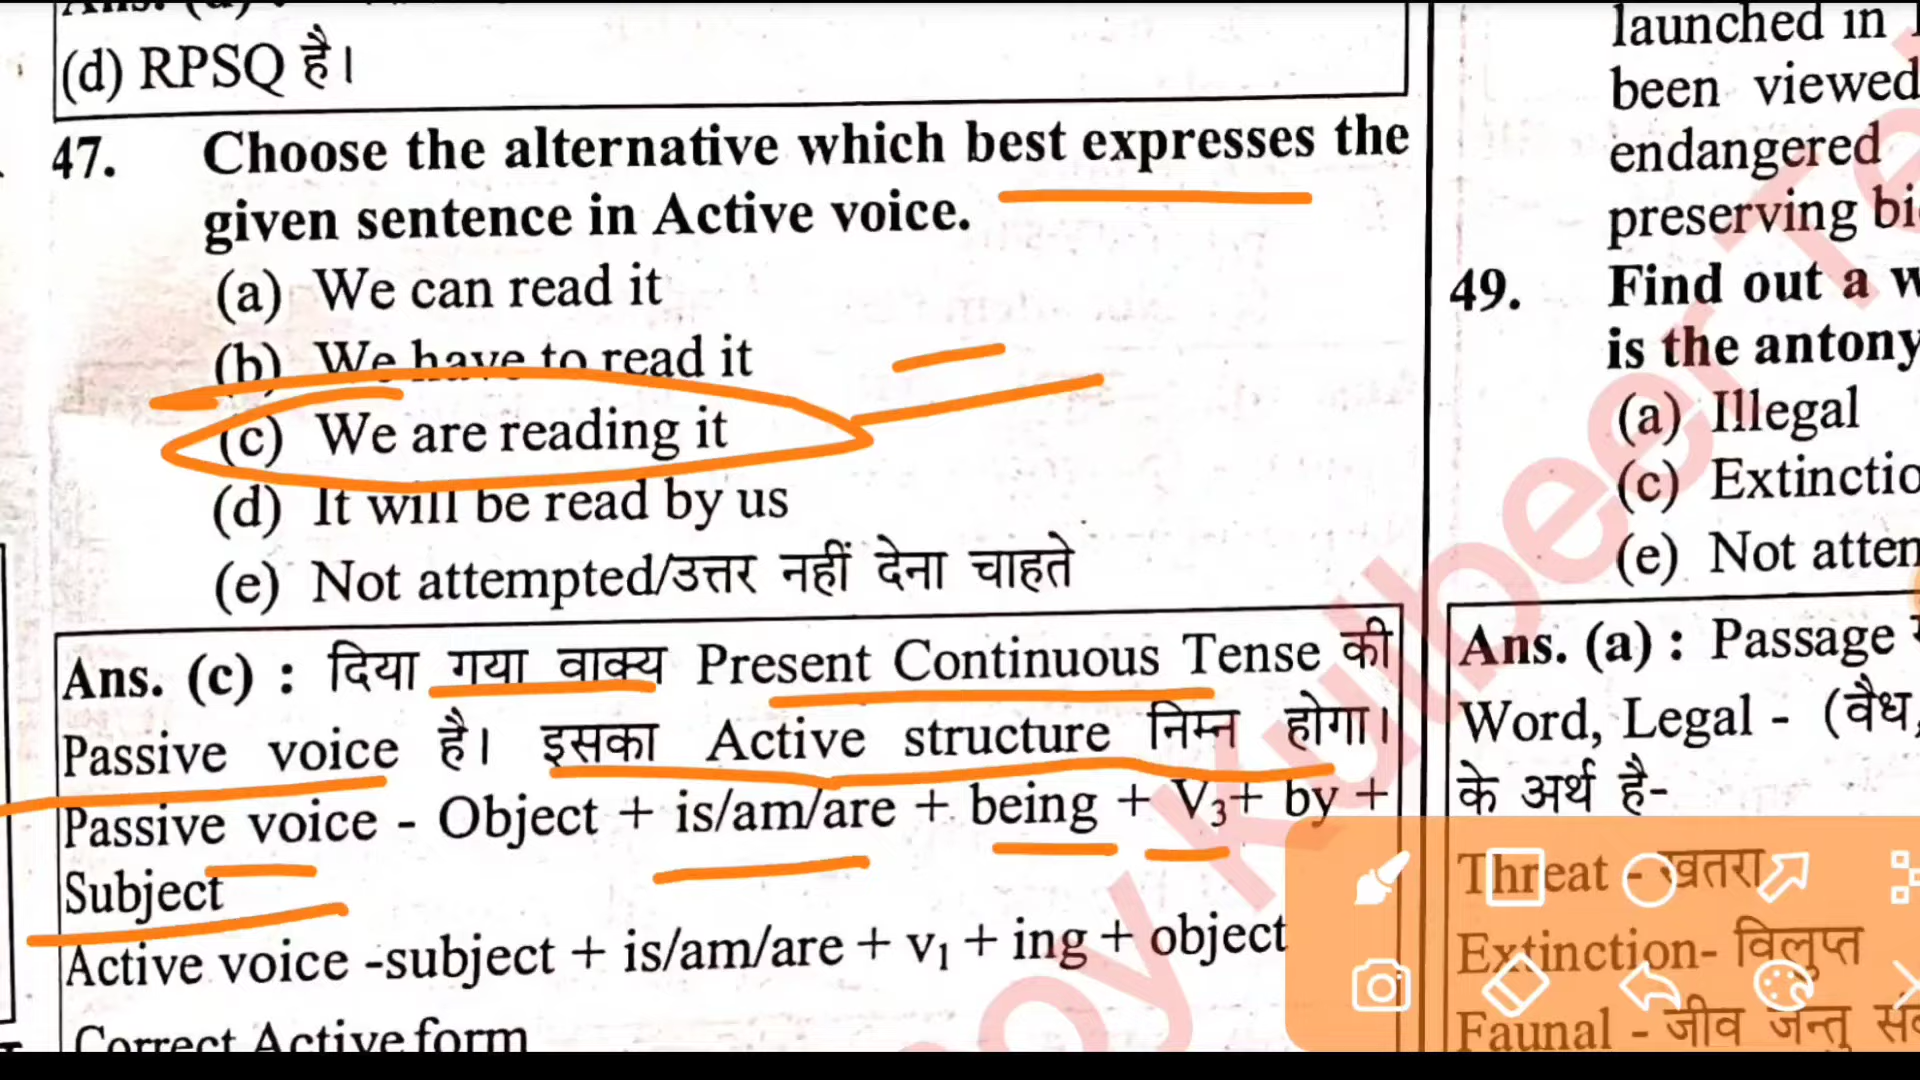 (d) RPSQ है।
47. Choose the alternative which best expresses the
given sentence in Active voice.
(a) We can read it
(b) We have to read it
(c) We are reading it
(d) It will be read by us
(e) Not attempted/उत्तर नहीं देना चाहते
Ans. (c) : दिया गया वाक्य Present Continuous Tense की
Passive voice है। इसका Active structure निम्न होगा।
Passive voice - Object + is/am/are + being + V₃+ by +
Subject
Active voice -subject + is/am/are + v₁ + ing + object
Correct Active form
launched in
been viewed
endangered
preserving
49. Find out a
is the
(a) Illegal
(c)
(e) Not
Ans. (a) : Passage
Word, Legal - (वैध,
के अर्थ है-
Threat - खतरा
Extinction- विलुप्त
Faunal - जीव जन्तु